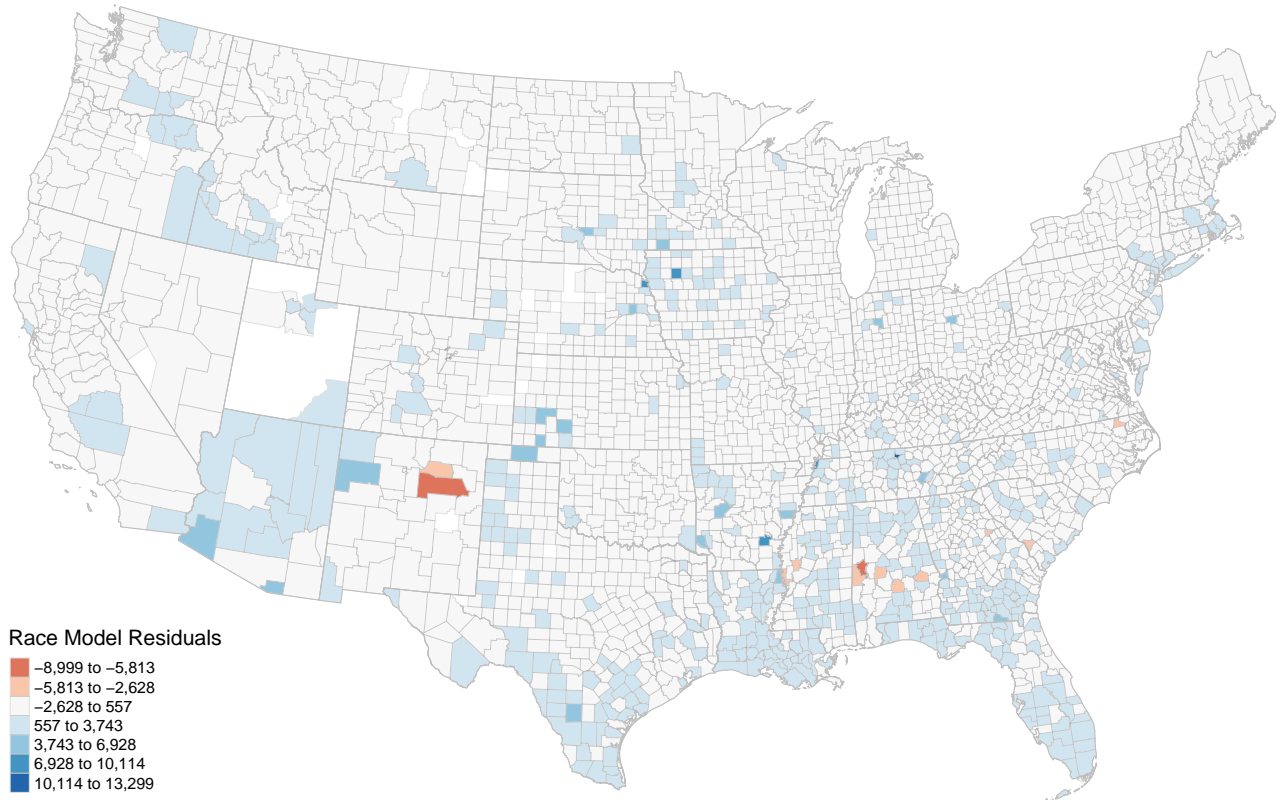 Race Model Residuals
−8,999 to −5,813
−5,813 to −2,628
−2,628 to 557
557 to 3,743
3,743 to 6,928
6,928 to 10,114
10,114 to 13,299